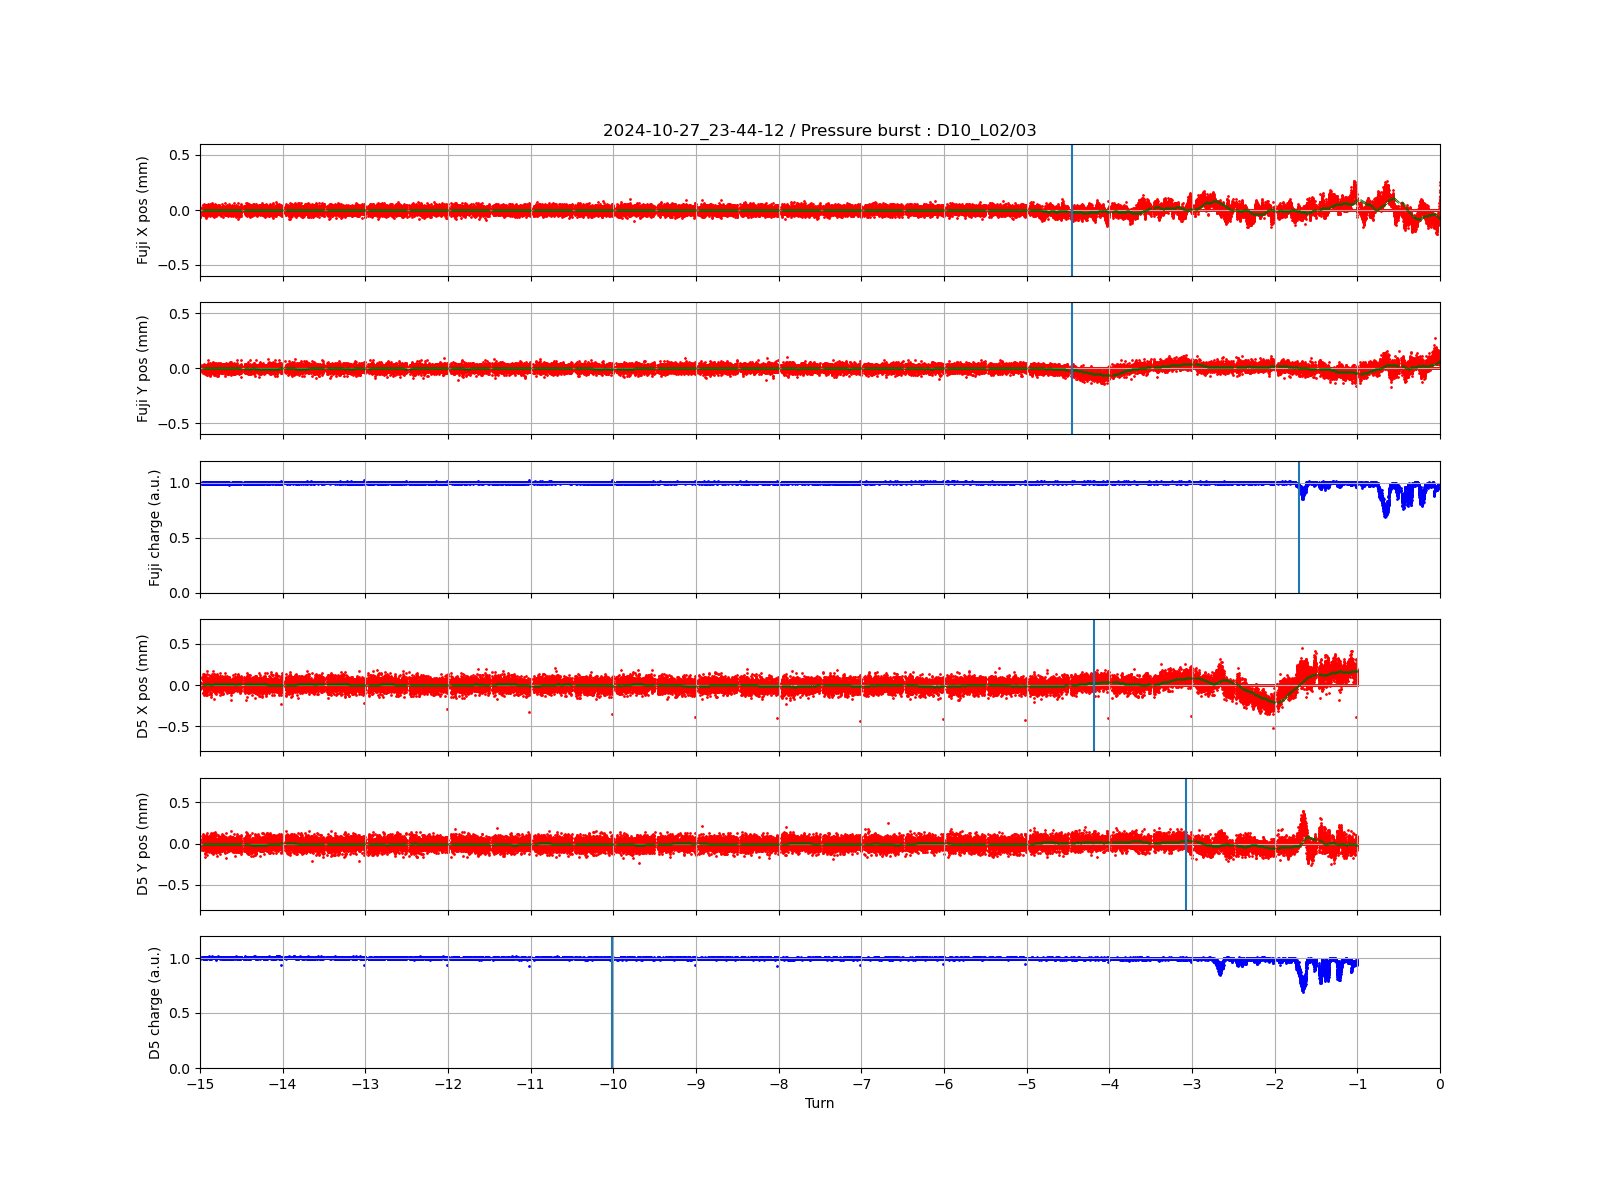 2024-10-27_23-44-12 / Pressure burst : D10_L02/03
Fuji X pos (mm)
0.5
0.0
−0.5
Fuji Y pos (mm)
0.5
0.0
−0.5
Fuji charge (a.u.)
1.0
0.5
0.0
D5 X pos (mm)
0.5
0.0
−0.5
D5 Y pos (mm)
0.5
0.0
−0.5
D5 charge (a.u.)
1.0
0.5
0.0
−15 −14 −13 −12 −11 −10 −9 −8 −7 −6 −5 −4 −3 −2 −1 0
Turn